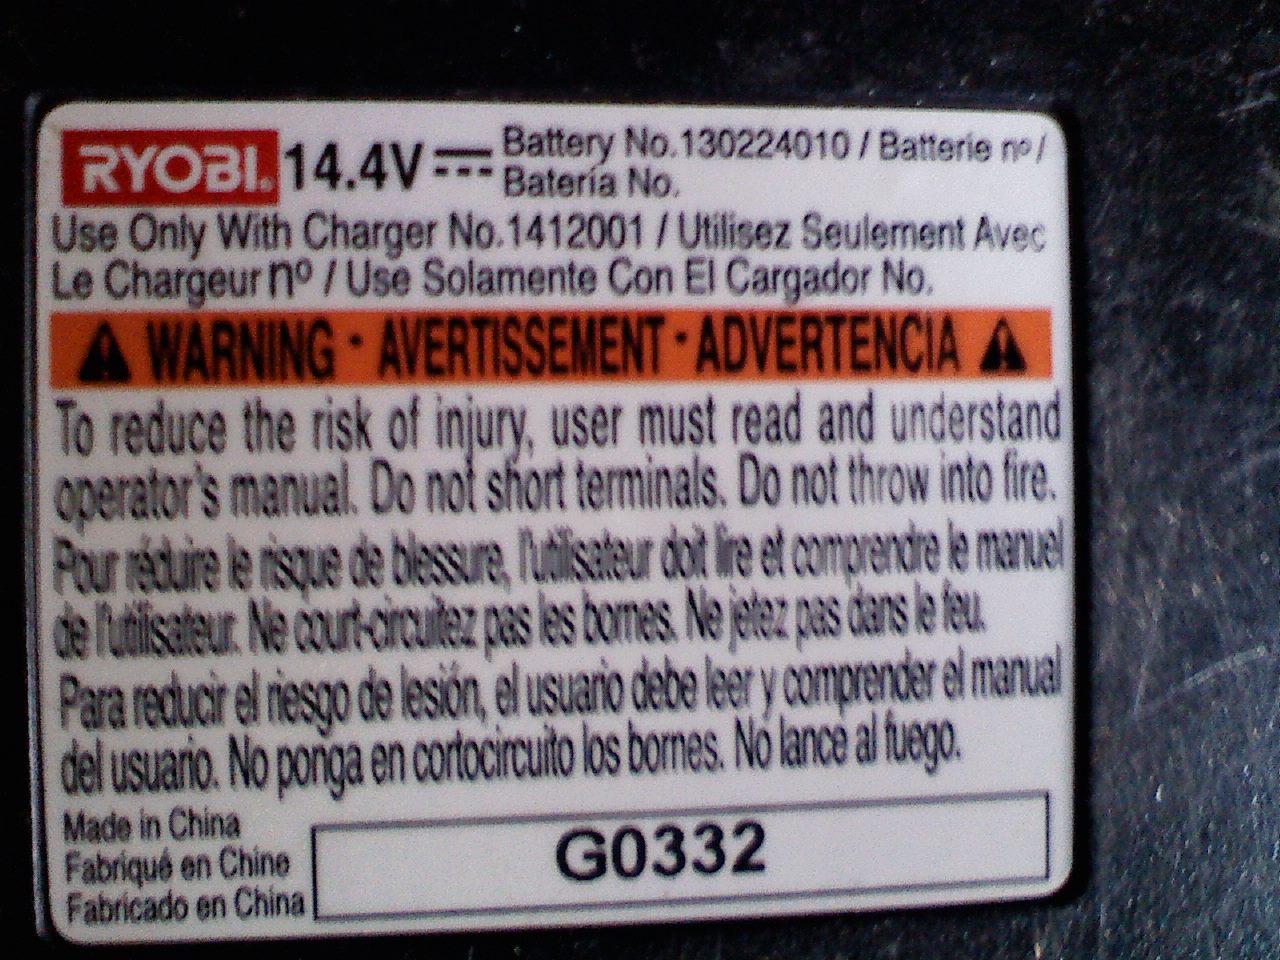 RYOBI. 14.4V Battery No.130224010 / Batterie nº /
Batería No.
Use Only With Charger No.1412001 / Utilisez Seulement Avec
Le Chargeur nº / Use Solamente Con El Cargador No.
WARNING · AVERTISSEMENT · ADVERTENCIA
To reduce the risk of injury, user must read and understand
operator's manual. Do not short terminals. Do not throw into fire.
Pour réduire le risque de blessure, l'utilisateur doit lire et comprendre le manuel
de l'utilisateur. Ne court-circuitez pas les bornes. Ne jetez pas dans le feu.
Para reducir el riesgo de lesión, el usuario debe leer y comprender el manual
del usuario. No ponga en cortocircuito los bornes. No lance al fuego.
Made in China
Fabriqué en Chine
Fabricado en China
G0332